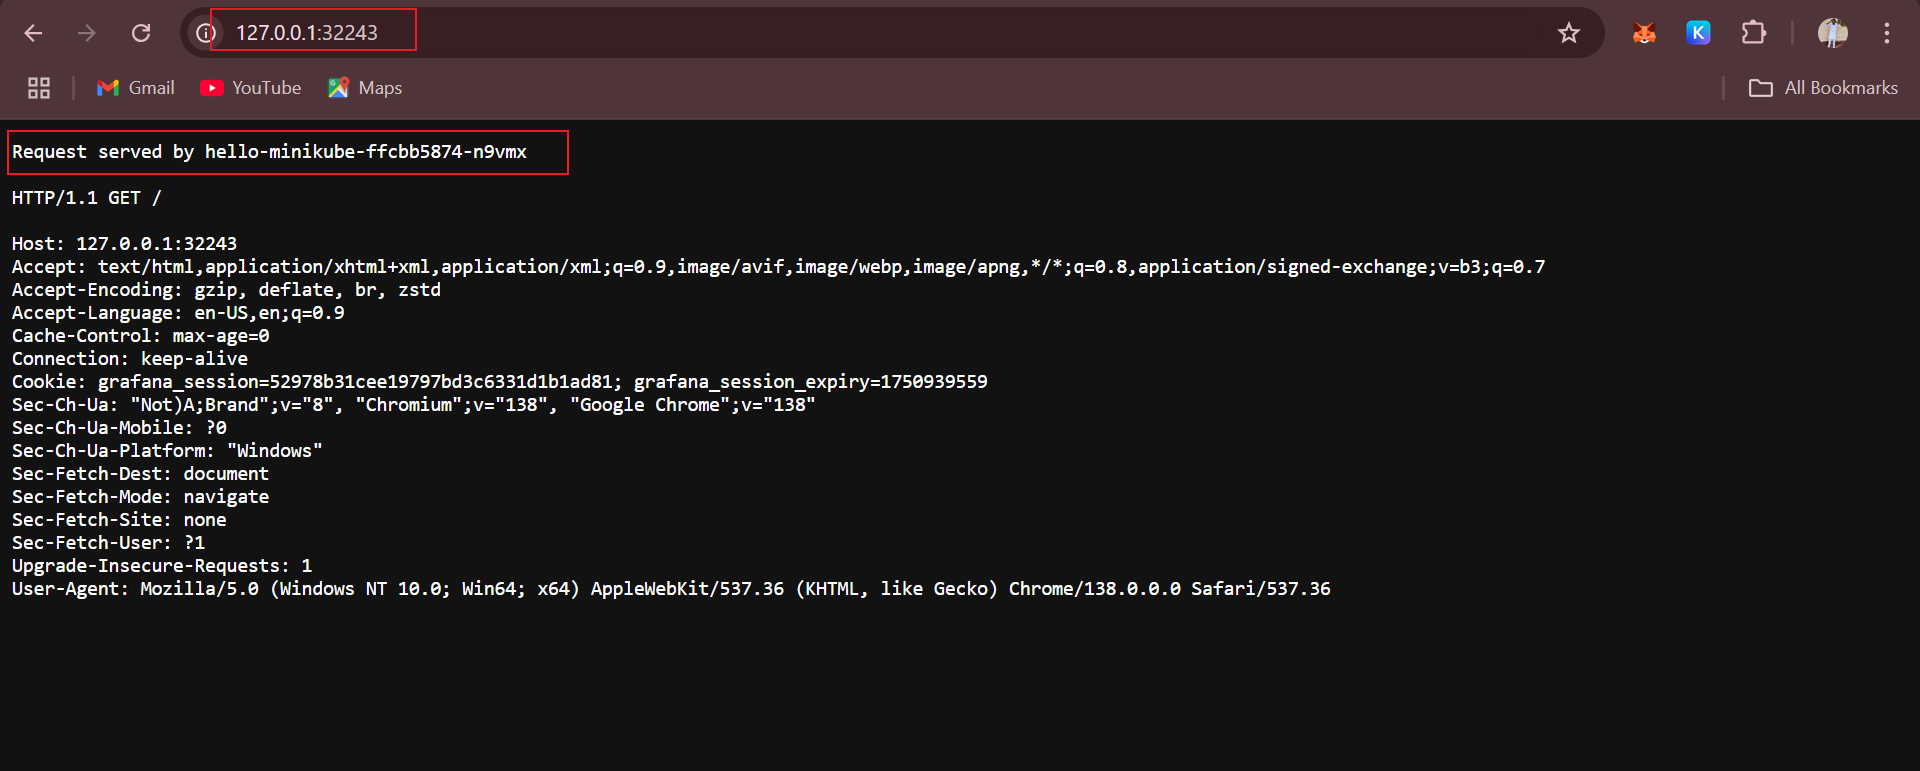 127.0.0.1:32243
Gmail YouTube Maps All Bookmarks
Request served by hello-minikube-ffcbb5874-n9vmx
HTTP/1.1 GET /
Host: 127.0.0.1:32243
Accept: text/html,application/xhtml+xml,application/xml;q=0.9,image/avif,image/webp,image/apng,*/*;q=0.8,application/signed-exchange;v=b3;q=0.7
Accept-Encoding: gzip, deflate, br, zstd
Accept-Language: en-US,en;q=0.9
Cache-Control: max-age=0
Connection: keep-alive
Cookie: grafana_session=52978b31cee19797bd3c6331d1b1ad81; grafana_session_expiry=1750939559
Sec-Ch-Ua: "Not)A;Brand";v="8", "Chromium";v="138", "Google Chrome";v="138"
Sec-Ch-Ua-Mobile: ?0
Sec-Ch-Ua-Platform: "Windows"
Sec-Fetch-Dest: document
Sec-Fetch-Mode: navigate
Sec-Fetch-Site: none
Sec-Fetch-User: ?1
Upgrade-Insecure-Requests: 1
User-Agent: Mozilla/5.0 (Windows NT 10.0; Win64; x64) AppleWebKit/537.36 (KHTML, like Gecko) Chrome/138.0.0.0 Safari/537.36